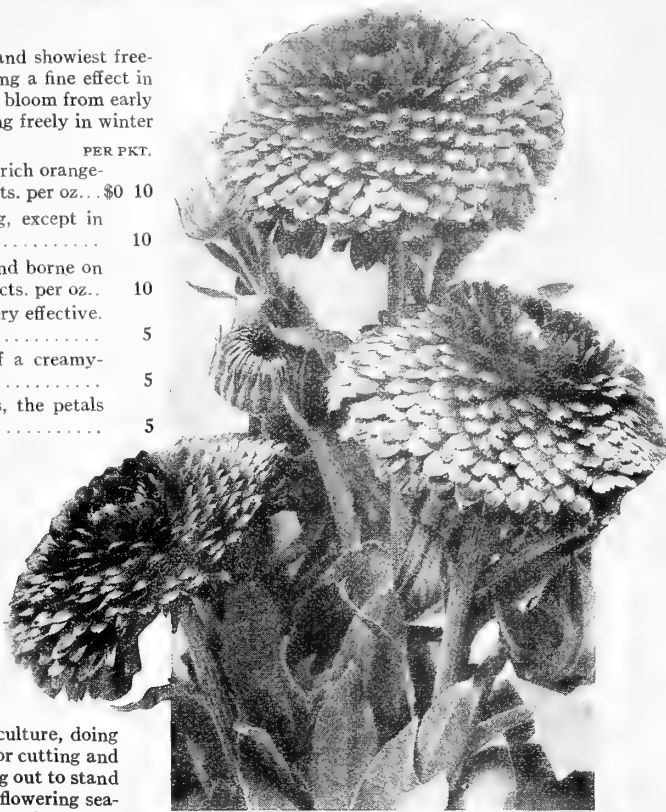 and showiest free-
ng a fine effect in
bloom from early
ng freely in winter
PER PKT.
rich orange-
ts. per oz...$0 10
g, except in
.......... 10
nd borne on
cts. per oz.. 10
ry effective.
.......... 5
f a creamy-
.......... 5
s, the petals
.......... 5
culture, doing
or cutting and
g out to stand
flowering sea-